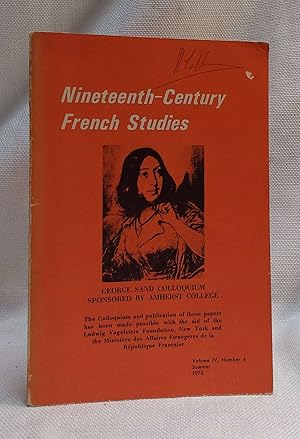 Nineteenth-Century
French Studies
GEORGE SAND COLLOQUIUM
SPONSORED BY AMHERST COLLEGE.
The Colloquium and publication of these papers
has been made possible with the aid of the
Ludwig Vogelstein Foundation, New York and
the Ministère des Affaires Etrangères de la
République Française.
Volume IV, Number 4
Summer
1976